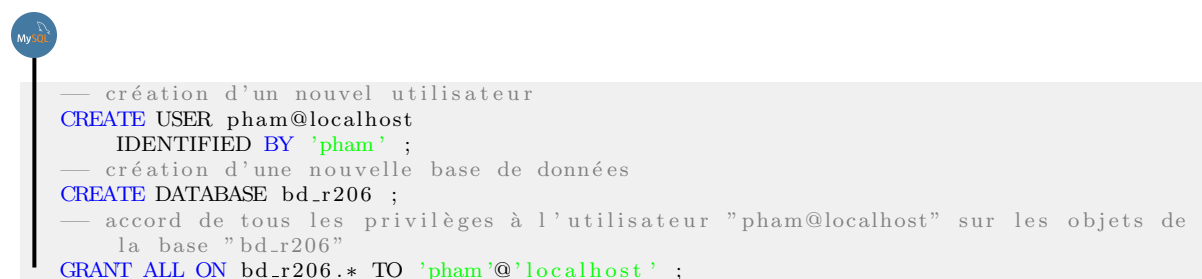 MySQL
-- création d'un nouvel utilisateur
CREATE USER pham@localhost
IDENTIFIED BY 'pham' ;
-- création d'une nouvelle base de données
CREATE DATABASE bd_r206 ;
-- accord de tous les privilèges à l'utilisateur "pham@localhost" sur les objets de
la base "bd_r206"
GRANT ALL ON bd_r206.* TO 'pham'@'localhost' ;